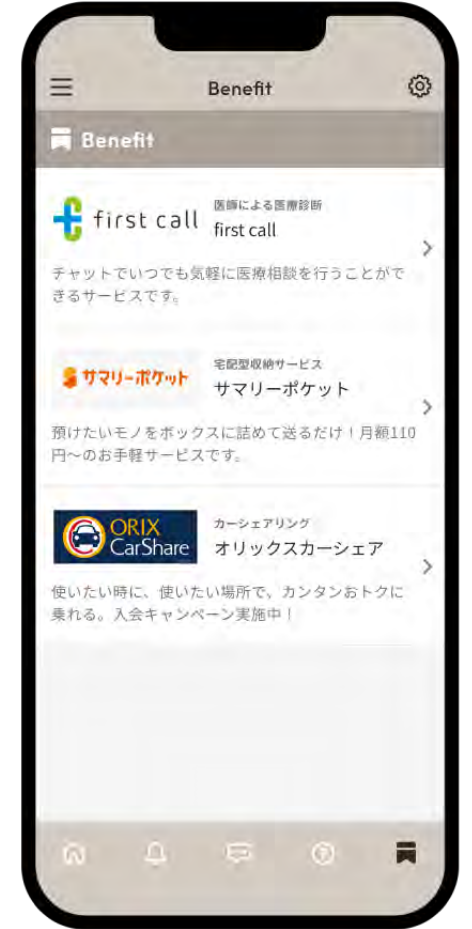 Benefit
Benefit
first call
医師による医療診断
first call
チャットでいつでも気軽に医療相談を行うことがで
きるサービスです。
サマリーポケット
宅配型収納サービス
サマリーポケット
預けたいモノをボックスに詰めて送るだけ！月額110
円〜のお手軽サービスです。
ORIX
CarShare
カーシェアリング
オリックスカーシェア
使いたい時に、使いたい場所で、カンタンおトクに
乗れる。入会キャンペーン実施中！